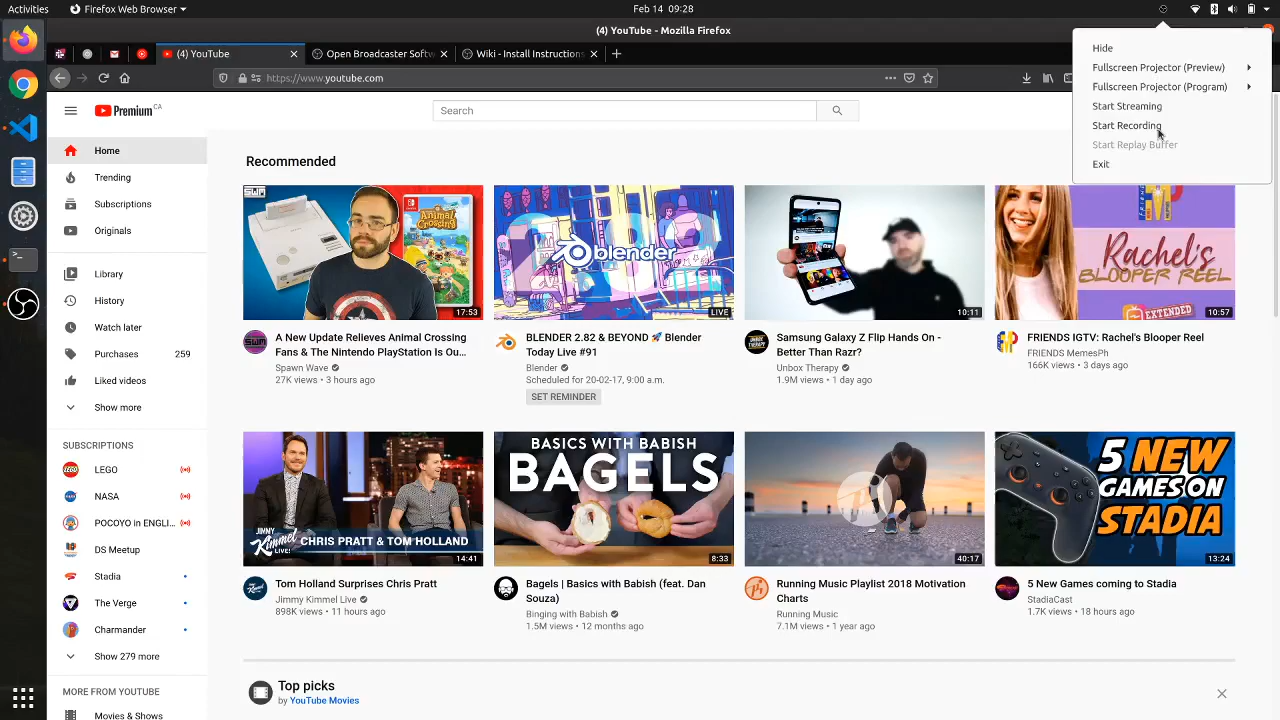 Activities
Firefox Web Browser
Feb 14 09:28
(4) YouTube - Mozilla Firefox
(4) YouTube
Open Broadcaster Softw
Wiki - Install Instructions
https://www.youtube.com
Hide
Fullscreen Projector (Preview)
Fullscreen Projector (Program)
Start Streaming
Start Recording
Start Replay Buffer
Exit
Premium CA
Search
Home
Trending
Subscriptions
Originals
Library
History
Watch later
Purchases 259
Liked videos
Show more
SUBSCRIPTIONS
LEGO
NASA
POCOYO in ENGLI...
DS Meetup
Stadia
The Verge
Charmander
Show 279 more
MORE FROM YOUTUBE
Movies & Shows
Recommended
SWN
Animal Crossing
17:53
A New Update Relieves Animal Crossing
Fans & The Nintendo PlayStation Is Ou...
Spawn Wave
27K views • 3 hours ago
blender
LIVE
BLENDER 2.82 & BEYOND 🚀 Blender
Today Live #91
Blender
Scheduled for 20-02-17, 9:00 a.m.
SET REMINDER
10:11
Samsung Galaxy Z Flip Hands On -
Better Than Razr?
Unbox Therapy
1.9M views • 1 day ago
Rachel's
BLOOPER REEL
EXTENDED
10:57
FRIENDS IGTV: Rachel's Blooper Reel
FRIENDS MemesPh
166K views • 3 days ago
JIMMY
KIMMEL
LIVE!
CHRIS PRATT & TOM HOLLAND
14:41
Tom Holland Surprises Chris Pratt
Jimmy Kimmel Live
898K views • 11 hours ago
BASICS WITH BABISH
BAGELS
8:33
Bagels | Basics with Babish (feat. Dan
Souza)
Binging with Babish
1.5M views • 12 months ago
40:17
Running Music Playlist 2018 Motivation
Charts
Running Music
7.1M views • 1 year ago
5 NEW
GAMES ON
STADIA
13:24
5 New Games coming to Stadia
StadiaCast
1.7K views • 18 hours ago
Top picks
by YouTube Movies